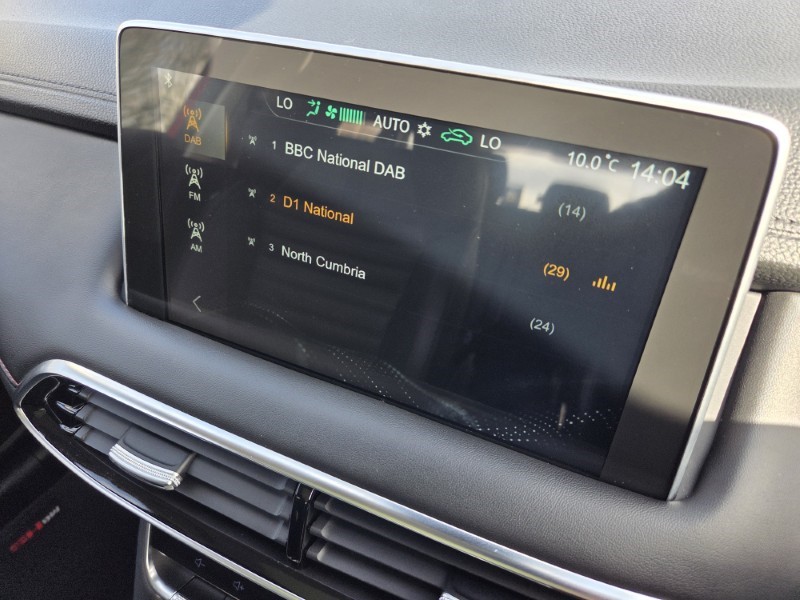 LO AUTO LO 10.0°C 14:04
DAB
1 BBC National DAB (14)
FM
2 D1 National (29)
AM
3 North Cumbria (24)